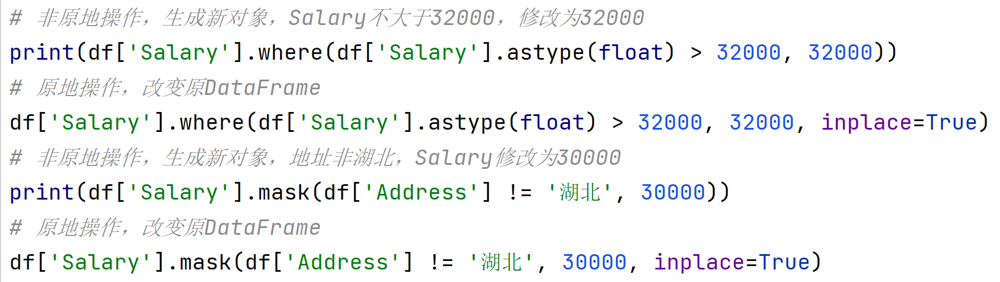 # 非原地操作，生成新对象，Salary不大于32000，修改为32000
print(df['Salary'].where(df['Salary'].astype(float) > 32000, 32000))
# 原地操作，改变原DataFrame
df['Salary'].where(df['Salary'].astype(float) > 32000, 32000, inplace=True)
# 非原地操作，生成新对象，地址非湖北，Salary修改为30000
print(df['Salary'].mask(df['Address'] != '湖北', 30000))
# 原地操作，改变原DataFrame
df['Salary'].mask(df['Address'] != '湖北', 30000, inplace=True)